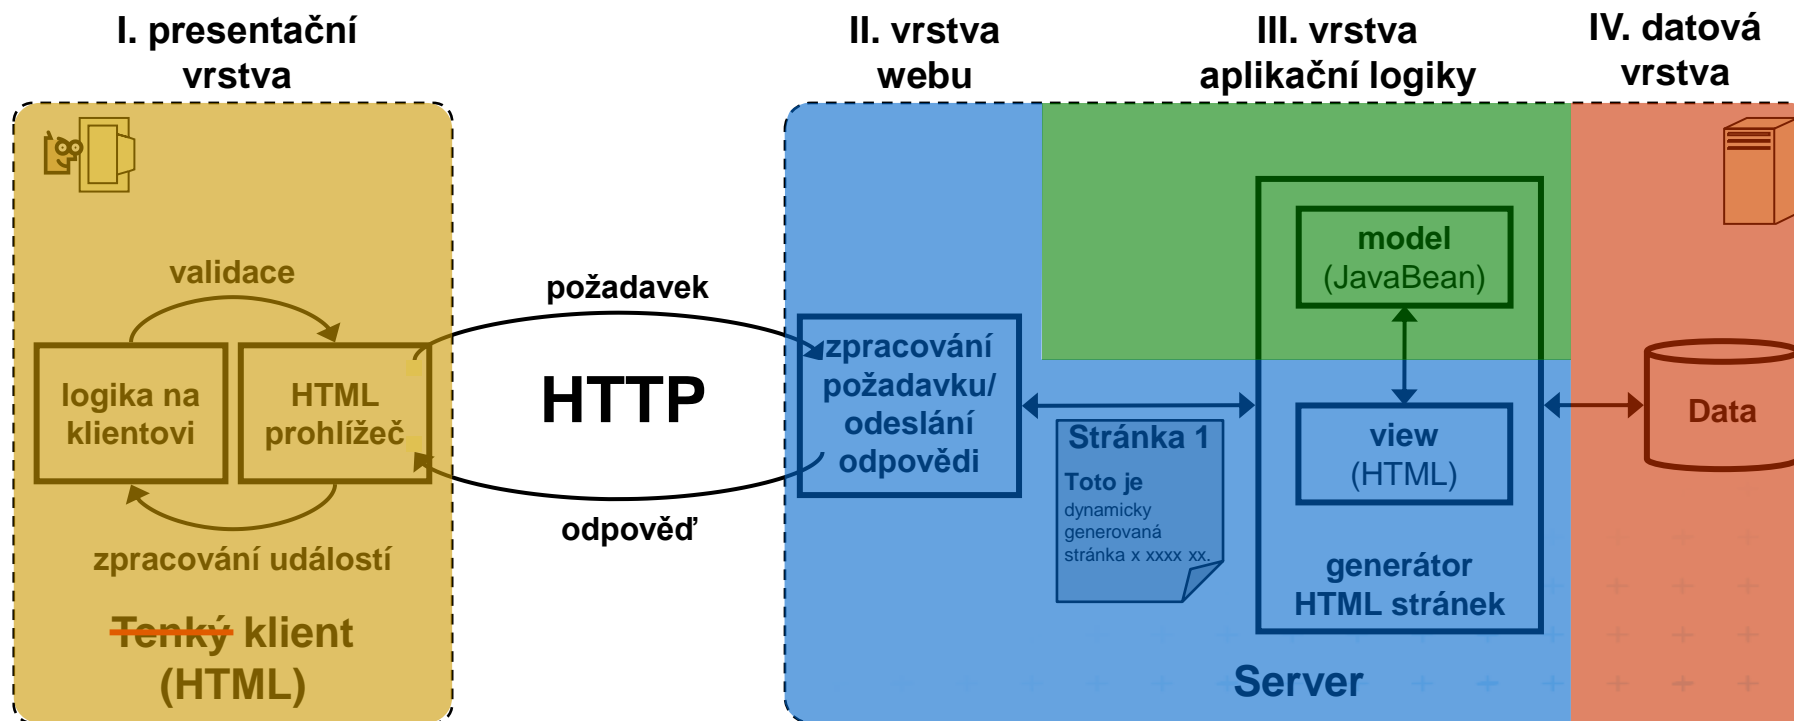 I. presentační
vrstva
II. vrstva
webu
III. vrstva
aplikační logiky
IV. datová
vrstva
validace
logika na
klientovi
HTML
prohlížeč
zpracování událostí
Tenký klient
(HTML)
požadavek
HTTP
odpověď
zpracování
požadavku/
odeslání
odpovědi
Stránka 1
Toto je
dynamicky
generovaná
stránka x xxxx xx.
model
(JavaBean)
view
(HTML)
generátor
HTML stránek
Server
Data